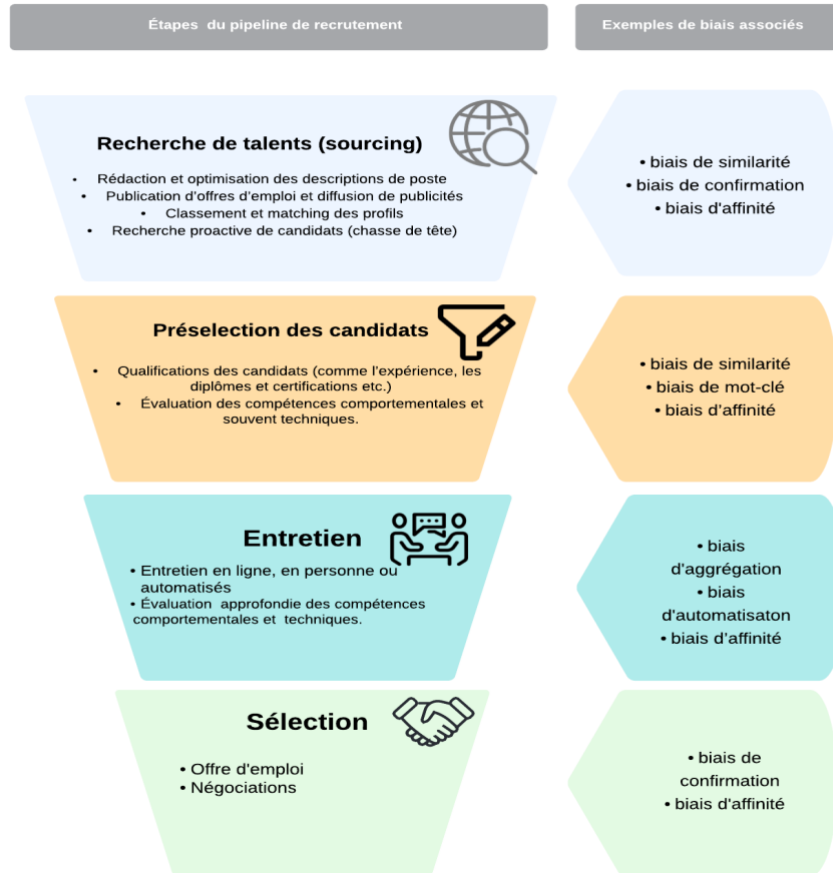 Étapes du pipeline de recrutement
Exemples de biais associés
Recherche de talents (sourcing)
• Rédaction et optimisation des descriptions de poste
• Publication d'offres d'emploi et diffusion de publicités
• Classement et matching des profils
• Recherche proactive de candidats (chasse de tête)
• biais de similarité
• biais de confirmation
• biais d'affinité
Préselection des candidats
• Qualifications des candidats (comme l'expérience, les
diplômes et certifications etc.)
• Évaluation des compétences comportementales et
souvent techniques.
• biais de similarité
• biais de mot-clé
• biais d'affinité
Entretien
• Entretien en ligne, en personne ou
automatisés
• Évaluation approfondie des compétences
comportementales et techniques.
• biais
d'aggrégation
• biais
d'automatisaton
• biais d'affinité
Sélection
• Offre d'emploi
• Négociations
• biais de
confirmation
• biais d'affinité